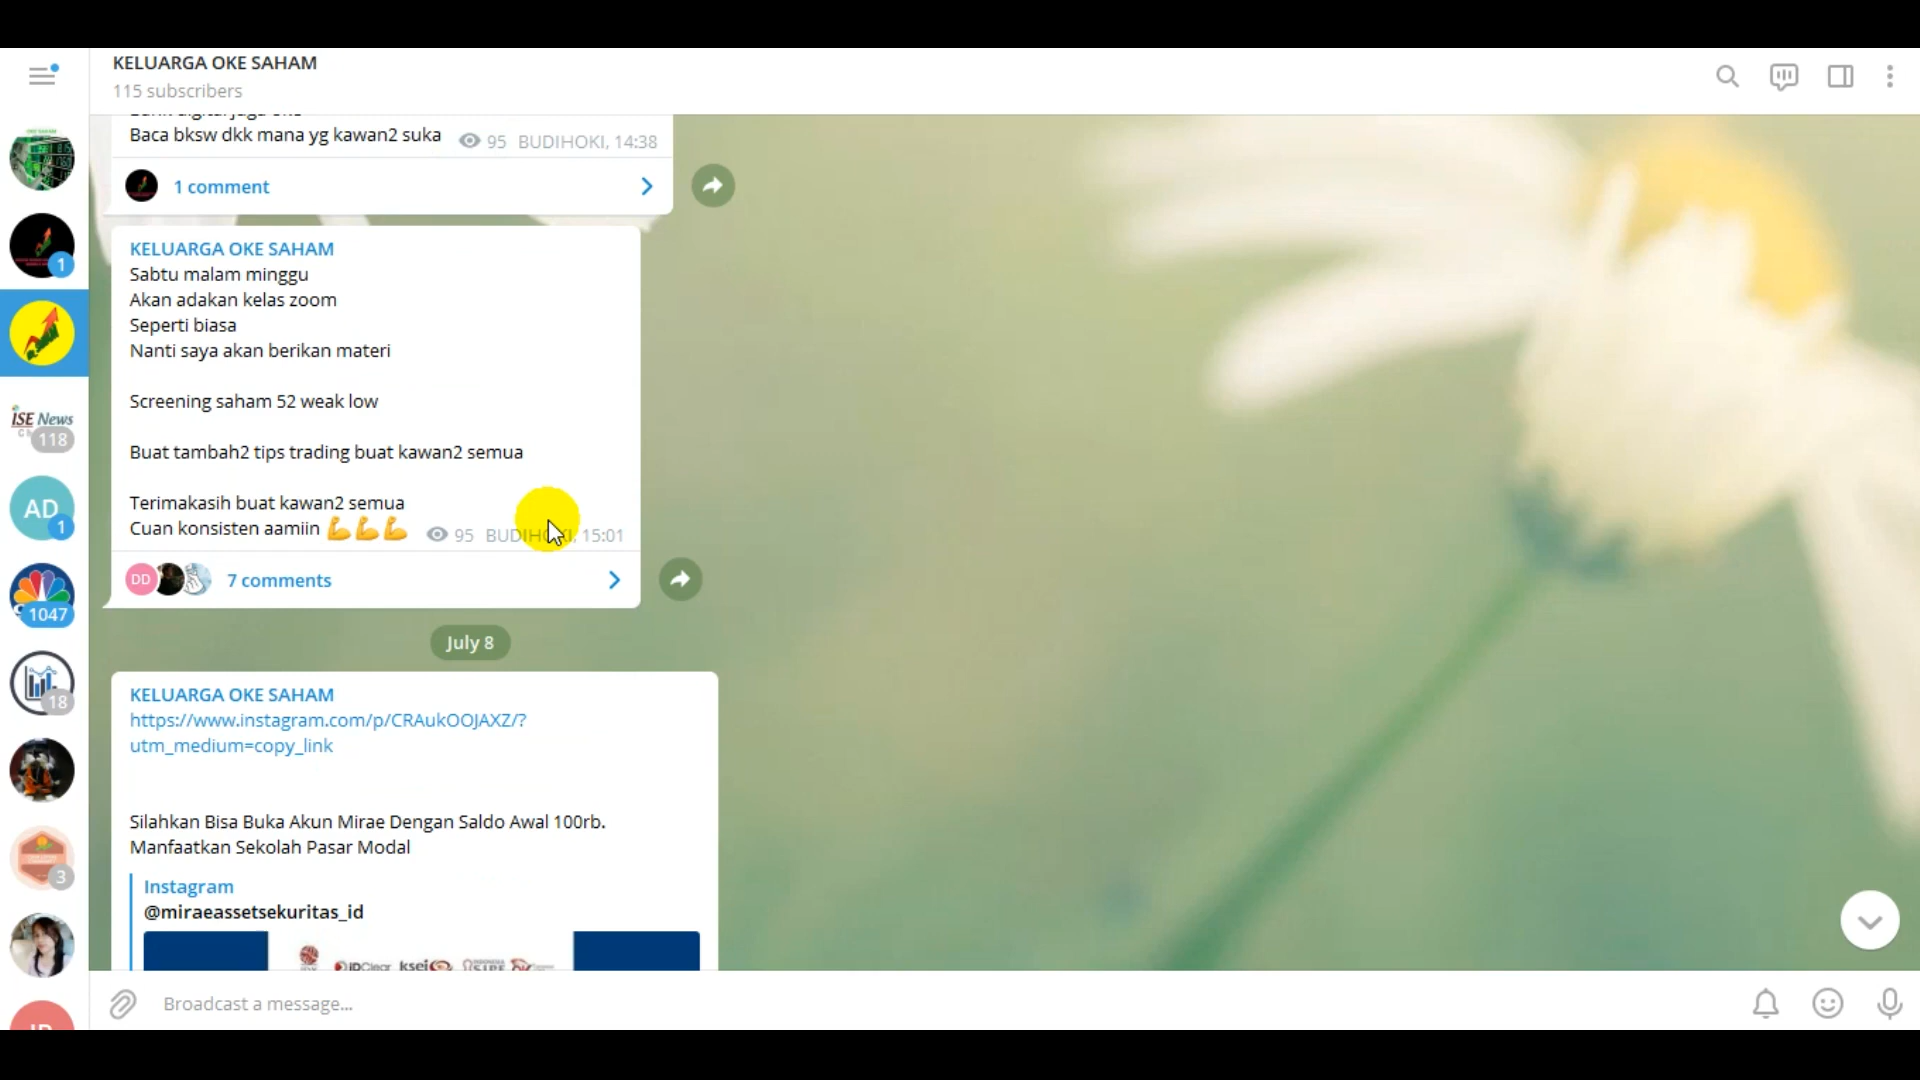 KELUARGA OKE SAHAM
115 subscribers
Baca bksw dkk mana yg kawan2 suka
95 BUDIHOKI, 14:38
1 comment
1
KELUARGA OKE SAHAM
Sabtu malam minggu
Akan adakan kelas zoom
Seperti biasa
Nanti saya akan berikan materi
Screening saham 52 weak low
Buat tambah2 tips trading buat kawan2 semua
Terimakasih buat kawan2 semua
Cuan konsisten aamiin 💪💪💪
95 BUDIHOKI, 15:01
DD 7 comments
ISE News
118
AD
1
1047
18
3
July 8
KELUARGA OKE SAHAM
https://www.instagram.com/p/CRAukOOJAXZ/?
utm_medium=copy_link
Silahkan Bisa Buka Akun Mirae Dengan Saldo Awal 100rb.
Manfaatkan Sekolah Pasar Modal
Instagram
@miraeassetsekuritas_id
Broadcast a message...